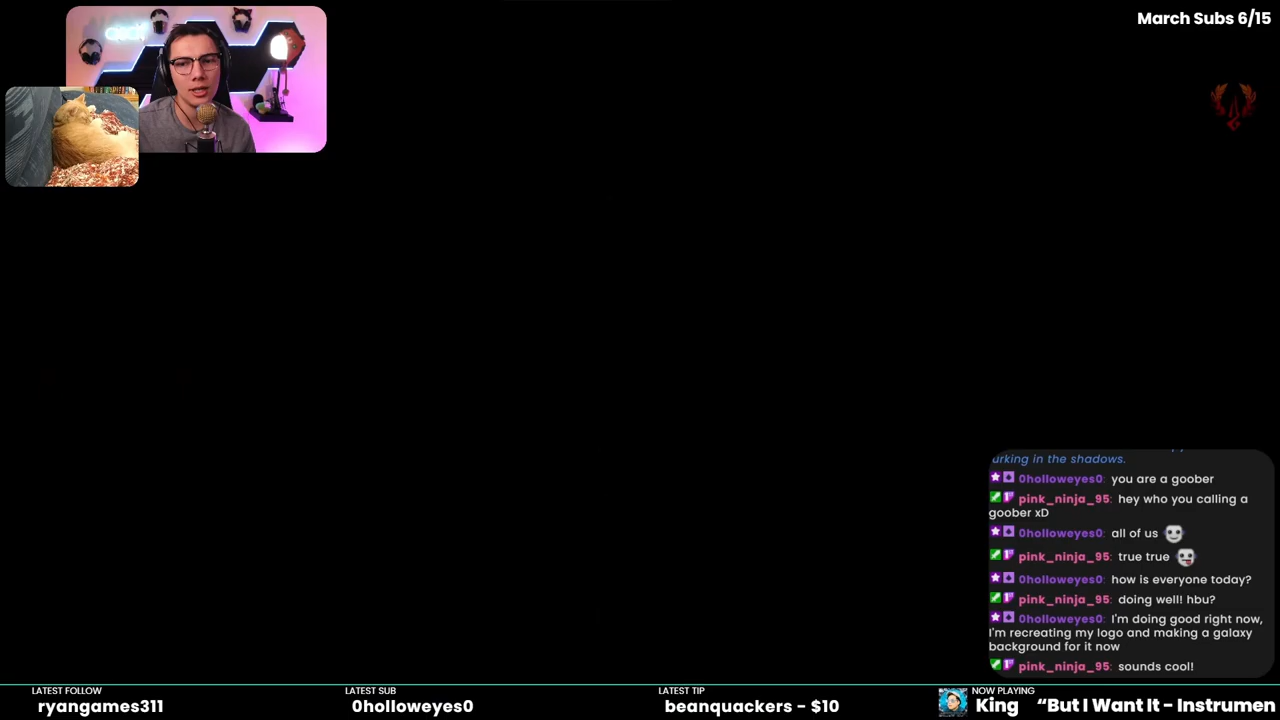 March Subs 6/15
urking in the shadows.
0holloweyes0: you are a goober
pink_ninja_95: hey who you calling a
goober xD
0holloweyes0: all of us
pink_ninja_95: true true
0holloweyes0: how is everyone today?
pink_ninja_95: doing well! hbu?
0holloweyes0: I'm doing good right now,
I'm recreating my logo and making a galaxy
background for it now
pink_ninja_95: sounds cool!
LATEST FOLLOW
ryangames311
LATEST SUB
0holloweyes0
LATEST TIP
beanquackers - $10
NOW PLAYING
King “But I Want It - Instrumen